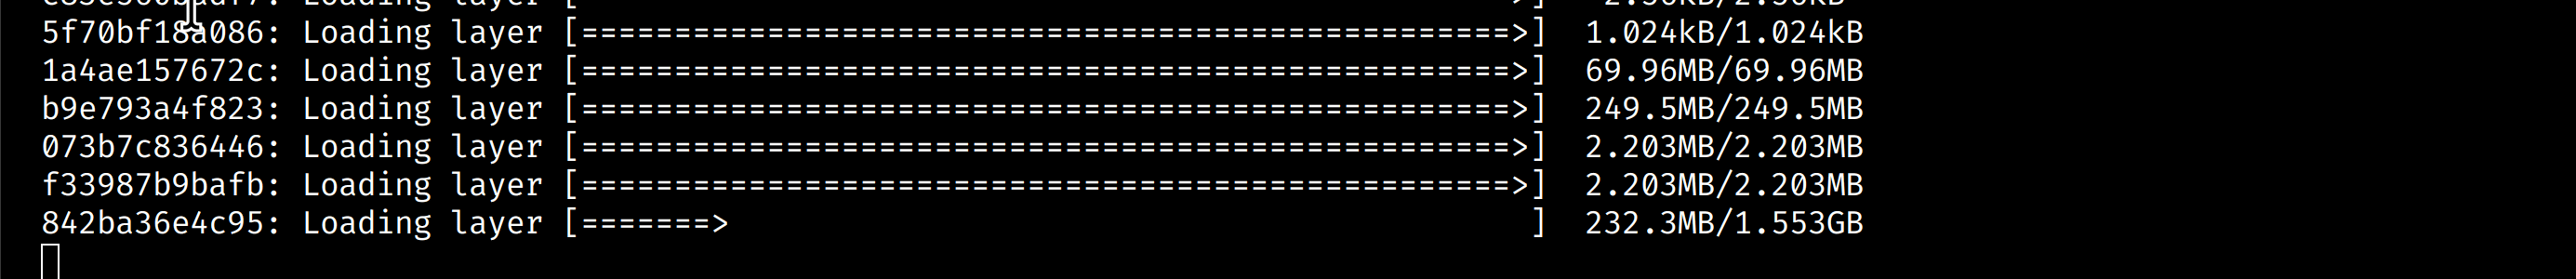 Loading layer [
5f70bf18a086: Loading layer [==================================================>]  1.024kB/1.024kB
1a4ae157672c: Loading layer [==================================================>]  69.96MB/69.96MB
b9e793a4f823: Loading layer [==================================================>]  249.5MB/249.5MB
073b7c836446: Loading layer [==================================================>]  2.203MB/2.203MB
f33987b9bafb: Loading layer [==================================================>]  2.203MB/2.203MB
842ba36e4c95: Loading layer [=======>                                           ]  232.3MB/1.553GB